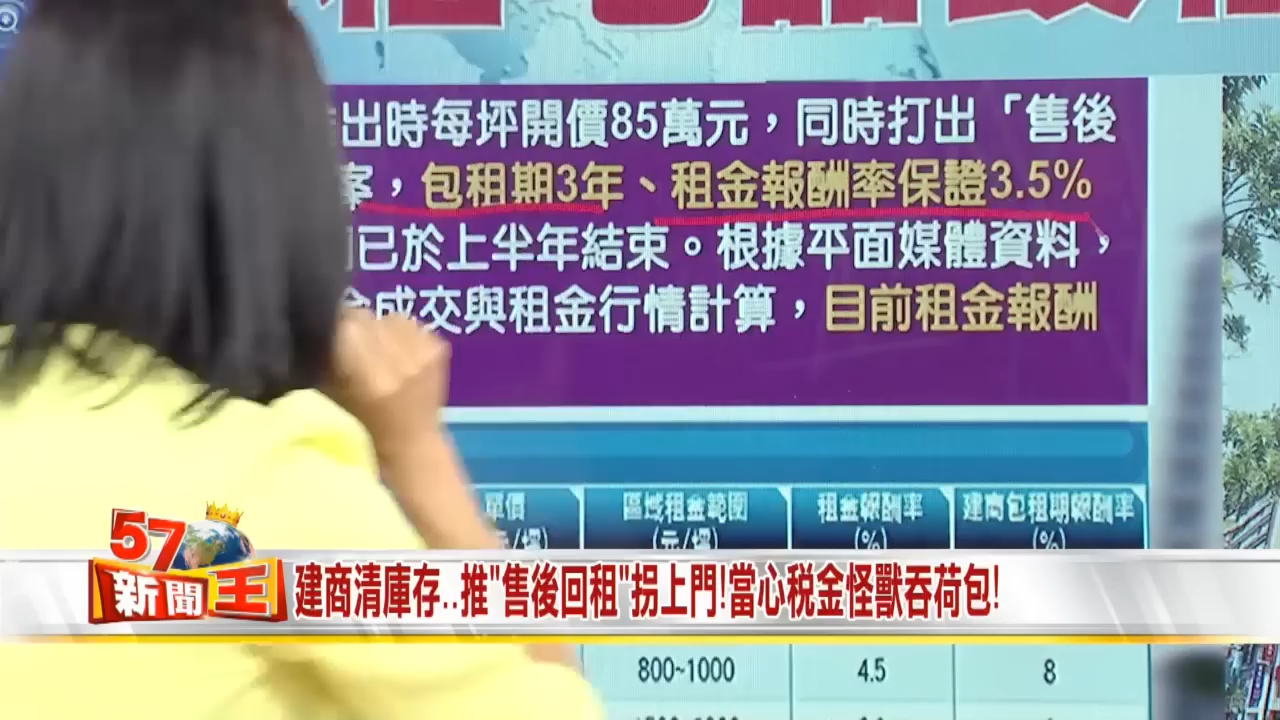 出時每坪開價85萬元，同時打出「售後
案，包租期3年、租金報酬率保證3.5%
已於上半年結束。根據平面媒體資料，
成交與租金行情計算，目前租金報酬
單價
區域租金範圍
(元/坪)
租金報酬率
(%)
建商包租期報酬率
(%)
57
新聞王
建商清庫存..推"售後回租"拐上門!當心稅金怪獸吞荷包!
800~1000
4.5
8